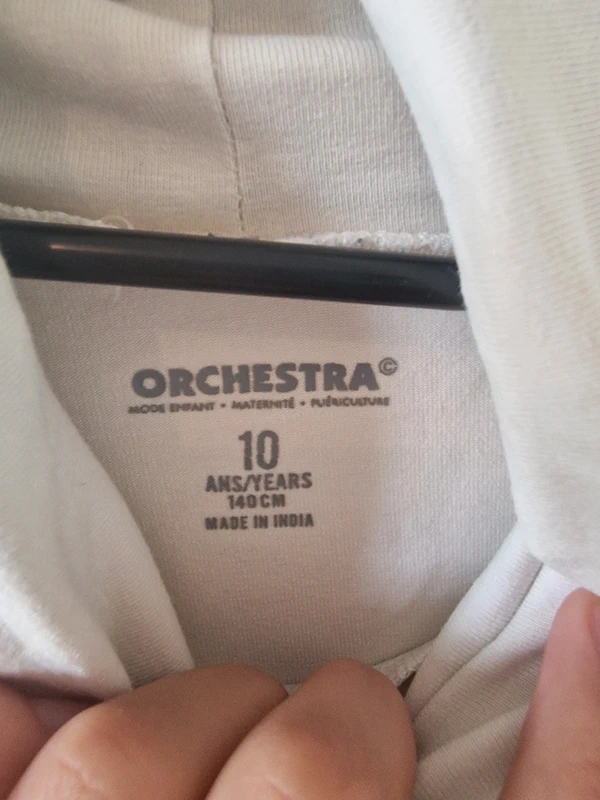 ORCHESTRA©
MODE ENFANT • MATERNITÉ • PUÉRICULTURE
10
ANS/YEARS
140CM
MADE IN INDIA